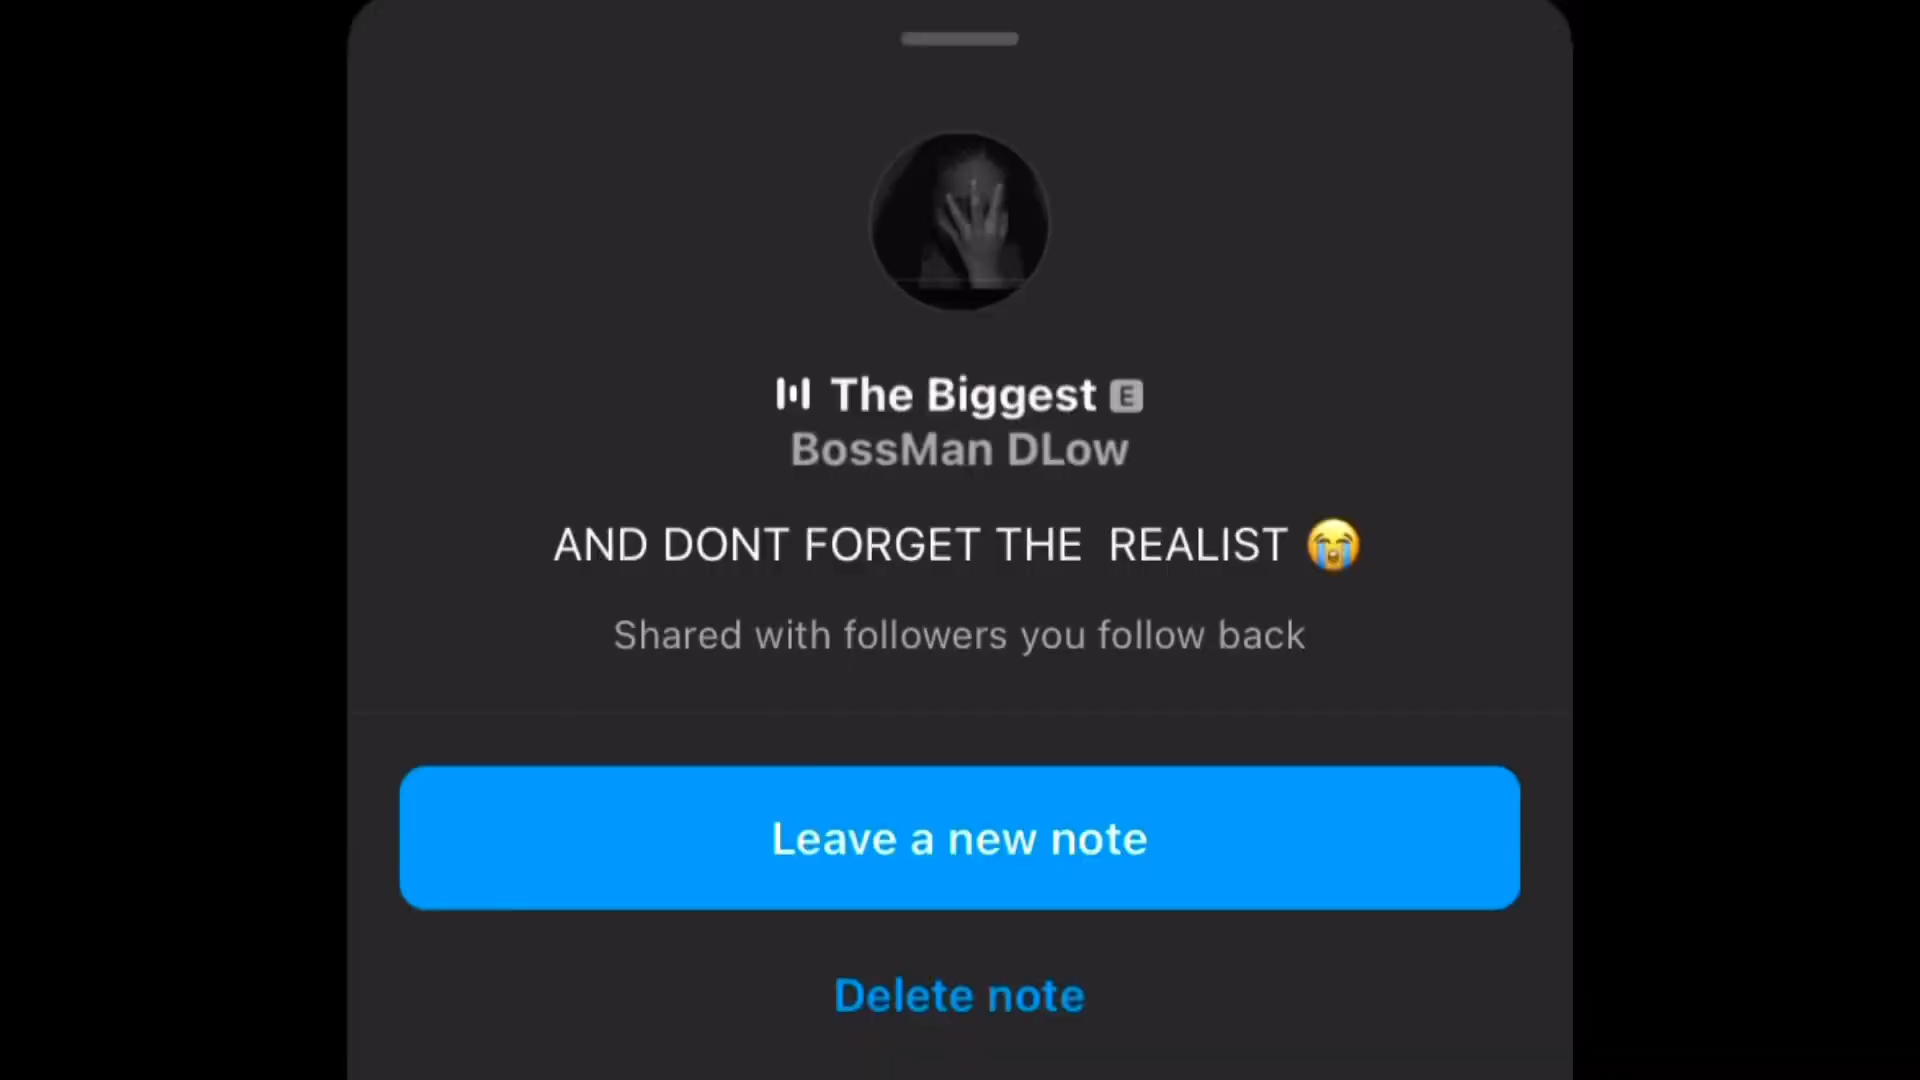 The Biggest E
BossMan DLow
AND DONT FORGET THE  REALIST 😭
Shared with followers you follow back
Leave a new note
Delete note